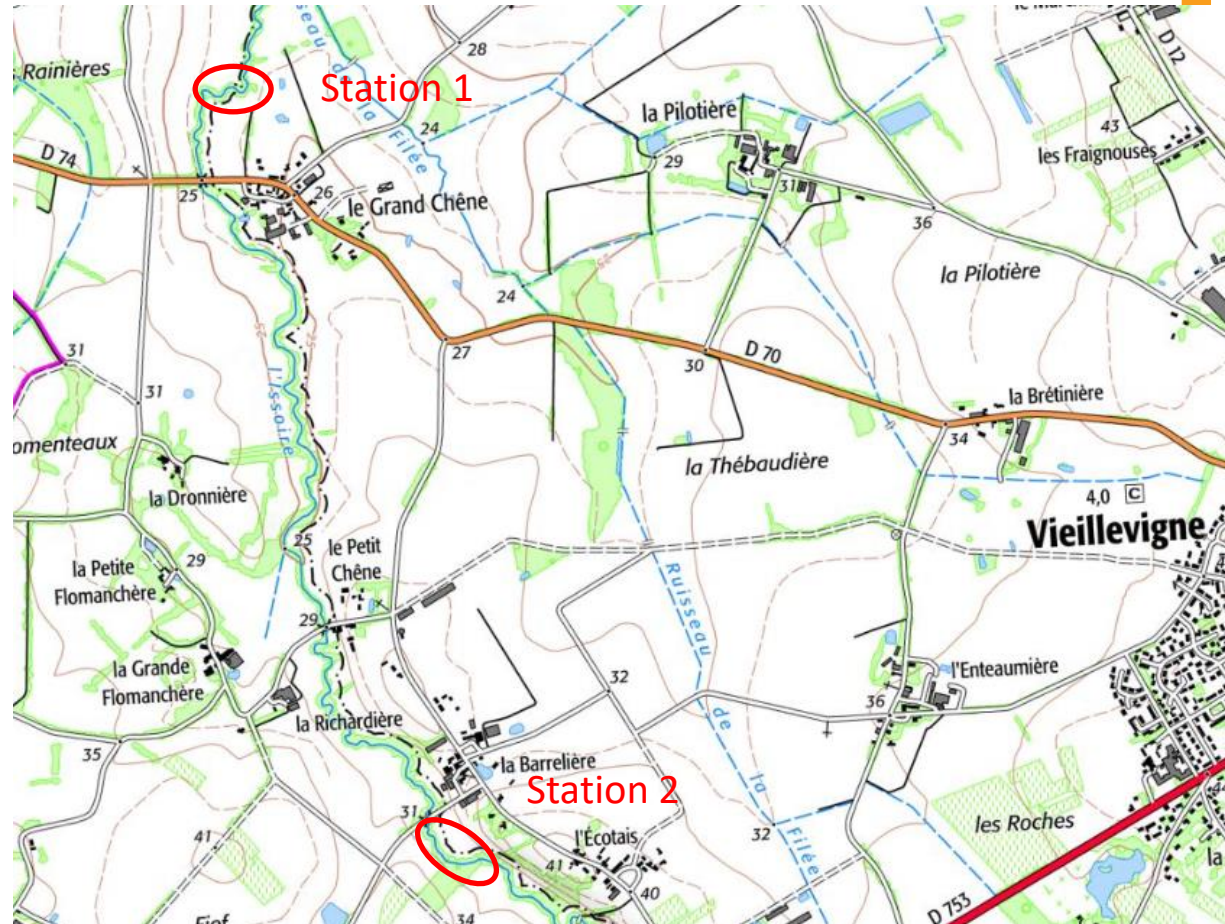 28
D 12
Rainières
Station 1
la Pilotière
43
les Fraignouses
24
29
D 74
31
25
26
le Grand Chêne
36
la Pilotière
24
25
25
31
27
D 70
30
l'Issoire
la Brétinière
31
34
omenteaux
la Thébaudière
la Dronnière
4,0 C
Vieillevigne
25
le Petit
Chêne
la Petite
Flomanchère
29
Ruisseau
29
la Grande
Flomanchère
l'Enteaumière
32
de
36
la Richardière
35
la Barrelière
la
Station 2
31
Filée
les Roches
32
l'Écotais
41
41
40
la
34
D 753
Fief